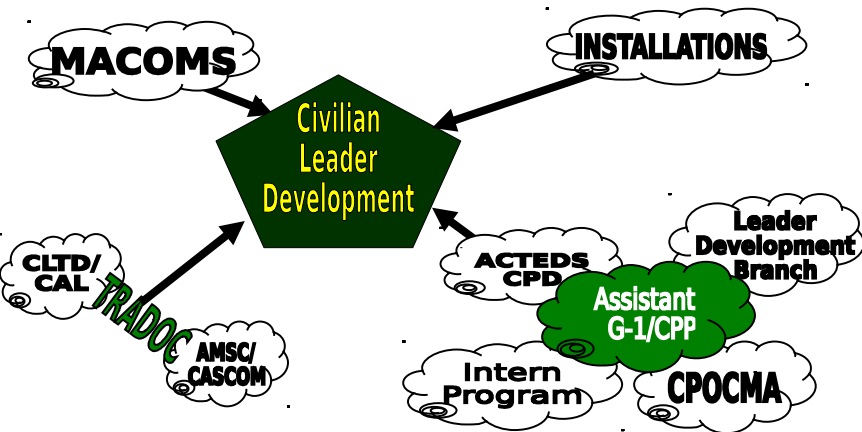 MACOMS
INSTALLATIONS
Civilian
Leader
Development
Leader
Development
Branch
CLTD/
CAL
TRADOC
ACTEDS
CPD
Assistant
G-1/CPP
AMSC/
CASCOM
Intern
Program
CPOCMA